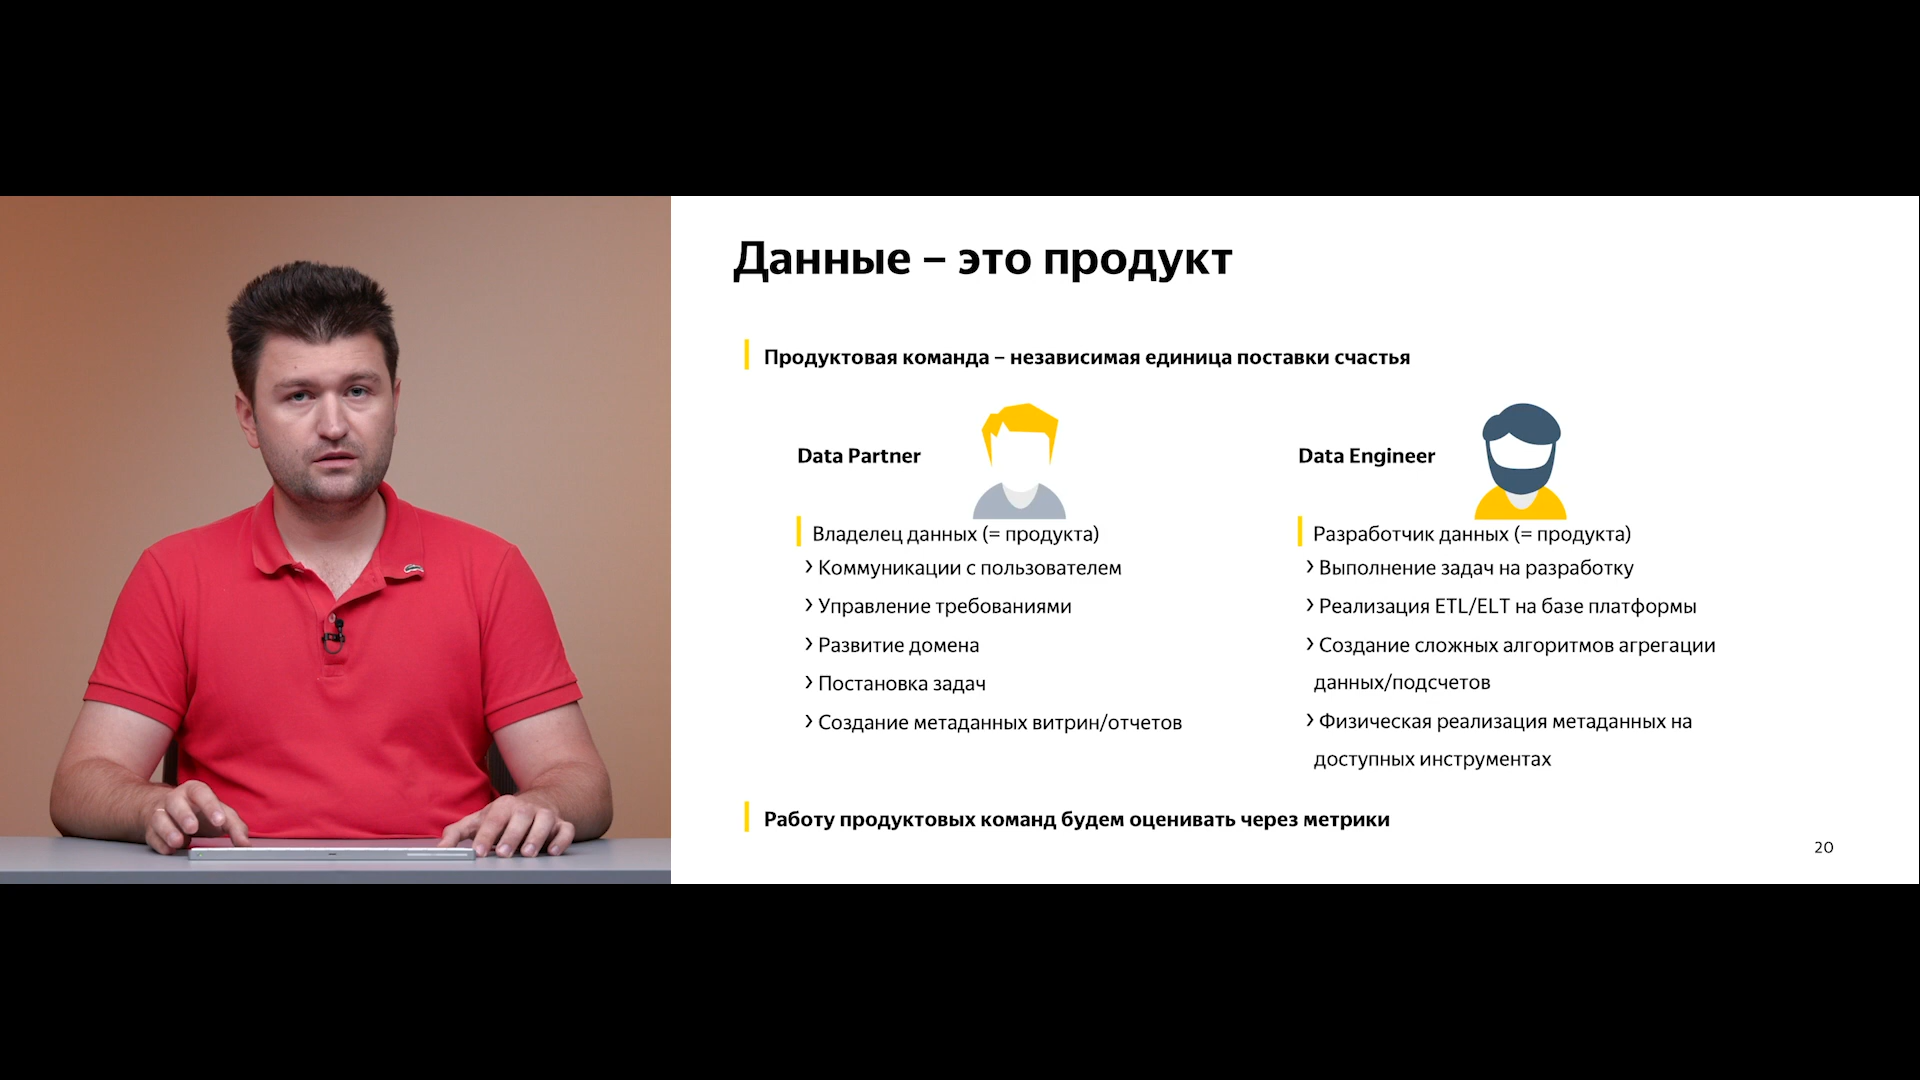 Данные – это продукт
Продуктовая команда – независимая единица поставки счастья
Data Partner
Владелец данных (= продукта)
› Коммуникации с пользователем
› Управление требованиями
› Развитие домена
› Постановка задач
› Создание метаданных витрин/отчетов
Data Engineer
Разработчик данных (= продукта)
› Выполнение задач на разработку
› Реализация ETL/ELT на базе платформы
› Создание сложных алгоритмов агрегации
данных/подсчетов
› Физическая реализация метаданных на
доступных инструментах
Работу продуктовых команд будем оценивать через метрики
20